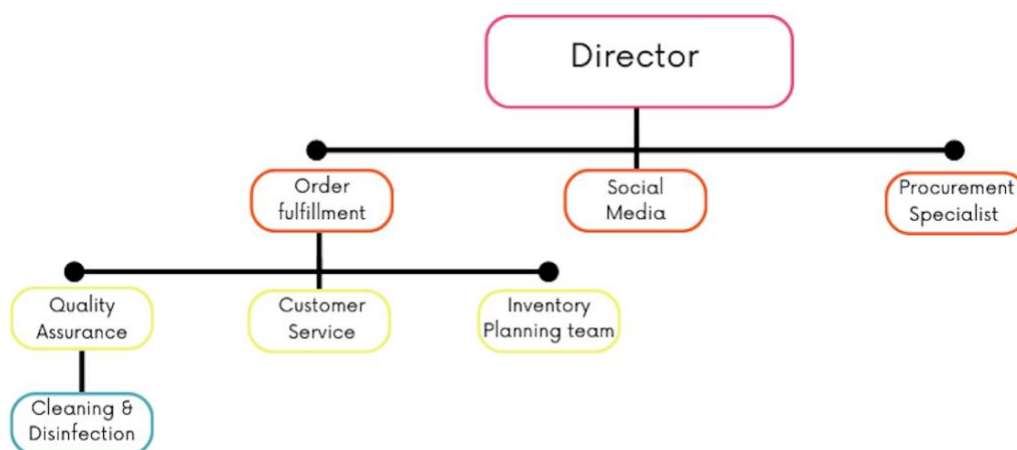 Director
Order
fulfillment
Social
Media
Procurement
Specialist
Quality
Assurance
Customer
Service
Inventory
Planning team
Cleaning &
Disinfection